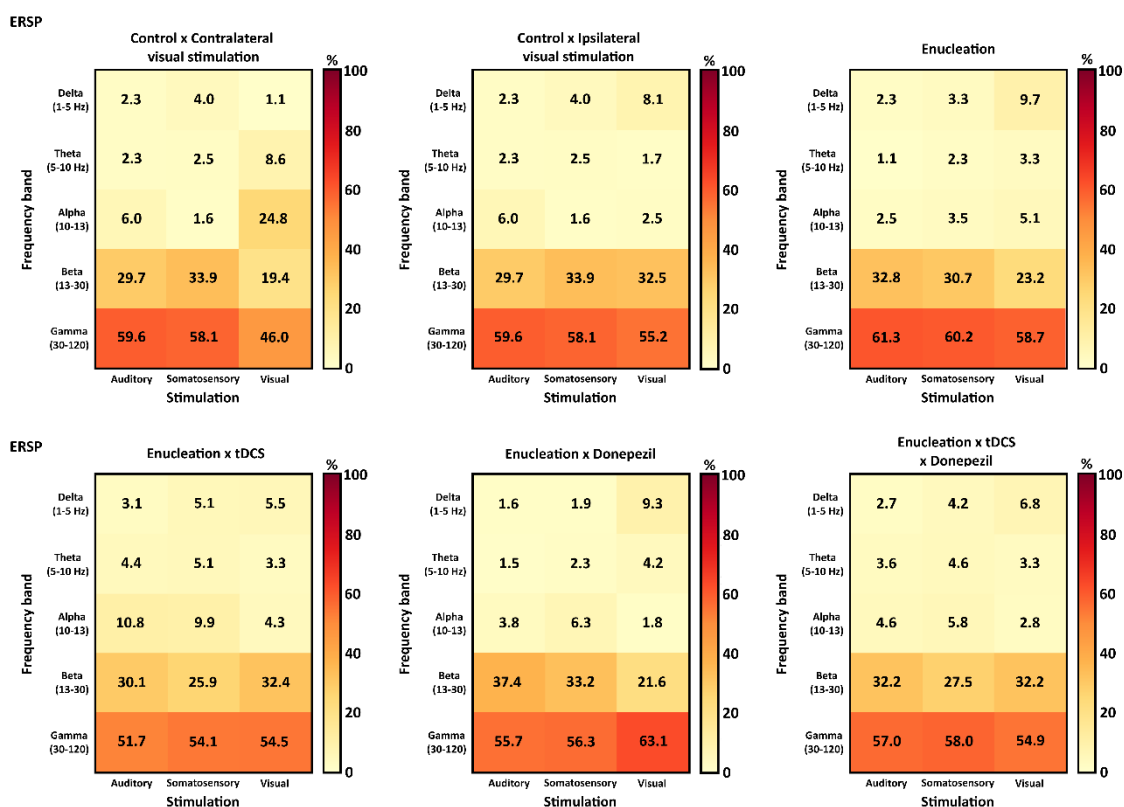 ERSP
Control x Contralateral
visual stimulation
%
100
80
60
40
20
0
Frequency band
Delta
(1-5 Hz)
2.3 4.0 1.1
Theta
(5-10 Hz)
2.3 2.5 8.6
Alpha
(10-13)
6.0 1.6 24.8
Beta
(13-30)
29.7 33.9 19.4
Gamma
(30-120)
59.6 58.1 46.0
Auditory Somatosensory Visual
Stimulation
Control x Ipsilateral
visual stimulation
%
100
80
60
40
20
0
Frequency band
Delta
(1-5 Hz)
2.3 4.0 8.1
Theta
(5-10 Hz)
2.3 2.5 1.7
Alpha
(10-13)
6.0 1.6 2.5
Beta
(13-30)
29.7 33.9 32.5
Gamma
(30-120)
59.6 58.1 55.2
Auditory Somatosensory Visual
Stimulation
Enucleation
%
100
80
60
40
20
0
Frequency band
Delta
(1-5 Hz)
2.3 3.3 9.7
Theta
(5-10 Hz)
1.1 2.3 3.3
Alpha
(10-13)
2.5 3.5 5.1
Beta
(13-30)
32.8 30.7 23.2
Gamma
(30-120)
61.3 60.2 58.7
Auditory Somatosensory Visual
Stimulation
ERSP
Enucleation x tDCS
%
100
80
60
40
20
0
Frequency band
Delta
(1-5 Hz)
3.1 5.1 5.5
Theta
(5-10 Hz)
4.4 5.1 3.3
Alpha
(10-13)
10.8 9.9 4.3
Beta
(13-30)
30.1 25.9 32.4
Gamma
(30-120)
51.7 54.1 54.5
Auditory Somatosensory Visual
Stimulation
Enucleation x Donepezil
%
100
80
60
40
20
0
Frequency band
Delta
(1-5 Hz)
1.6 1.9 9.3
Theta
(5-10 Hz)
1.5 2.3 4.2
Alpha
(10-13)
3.8 6.3 1.8
Beta
(13-30)
37.4 33.2 21.6
Gamma
(30-120)
55.7 56.3 63.1
Auditory Somatosensory Visual
Stimulation
Enucleation x tDCS
x Donepezil
%
100
80
60
40
20
0
Frequency band
Delta
(1-5 Hz)
2.7 4.2 6.8
Theta
(5-10 Hz)
3.6 4.6 3.3
Alpha
(10-13)
4.6 5.8 2.8
Beta
(13-30)
32.2 27.5 32.2
Gamma
(30-120)
57.0 58.0 54.9
Auditory Somatosensory Visual
Stimulation